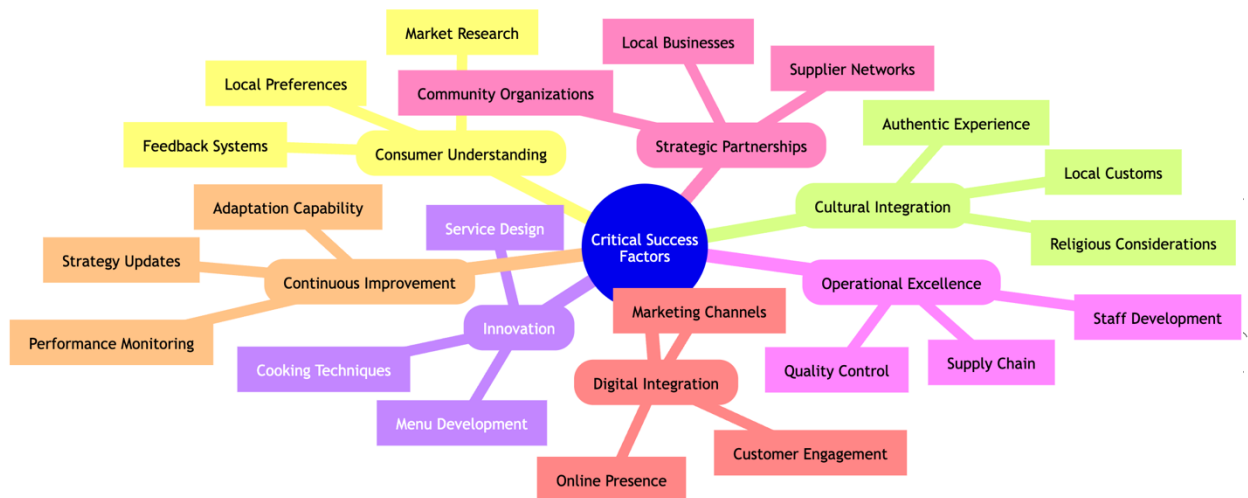 Market Research
Local Preferences
Feedback Systems
Consumer Understanding
Local Businesses
Supplier Networks
Community Organizations
Strategic Partnerships
Authentic Experience
Local Customs
Religious Considerations
Cultural Integration
Critical Success
Factors
Adaptation Capability
Strategy Updates
Performance Monitoring
Continuous Improvement
Service Design
Innovation
Cooking Techniques
Menu Development
Marketing Channels
Digital Integration
Online Presence
Customer Engagement
Operational Excellence
Staff Development
Quality Control
Supply Chain